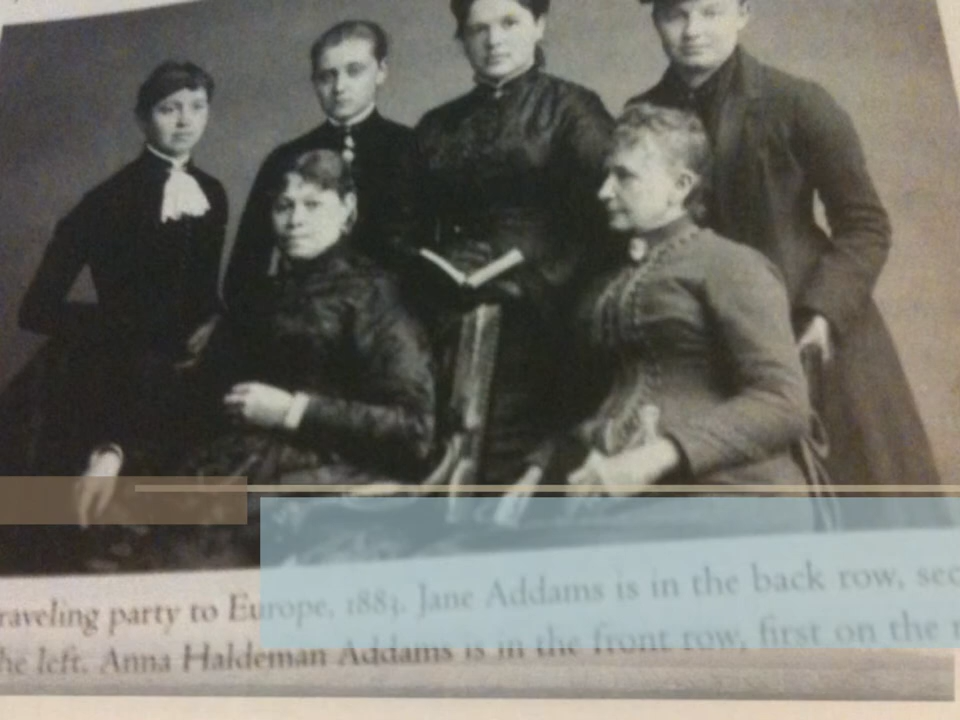 raveling party to Europe, 1883. Jane Addams is in the back row, sec
he left. Anna Haldeman Addams is in the front row, first on the r